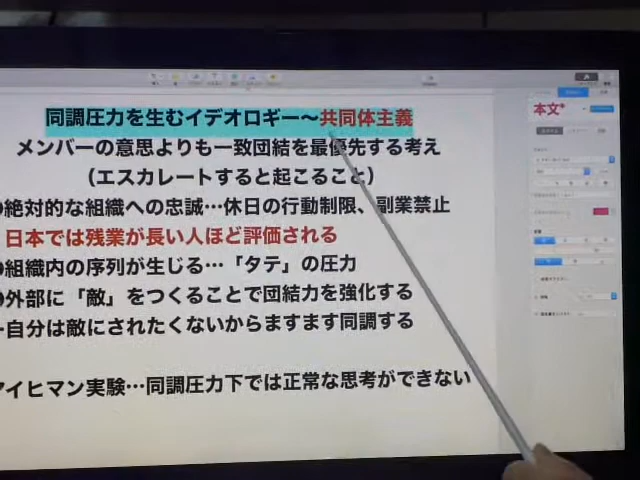 同調圧力を生むイデオロギー〜共同体主義
メンバーの意思よりも一致団結を最優先する考え
（エスカレートすると起こること）
絶対的な組織への忠誠…休日の行動制限、副業禁止
日本では残業が長い人ほど評価される
組織内の序列が生じる…「タテ」の圧力
外部に「敵」をつくることで団結力を強化する
自分は敵にされたくないからますます同調する
アイヒマン実験…同調圧力下では正常な思考ができない
本文*